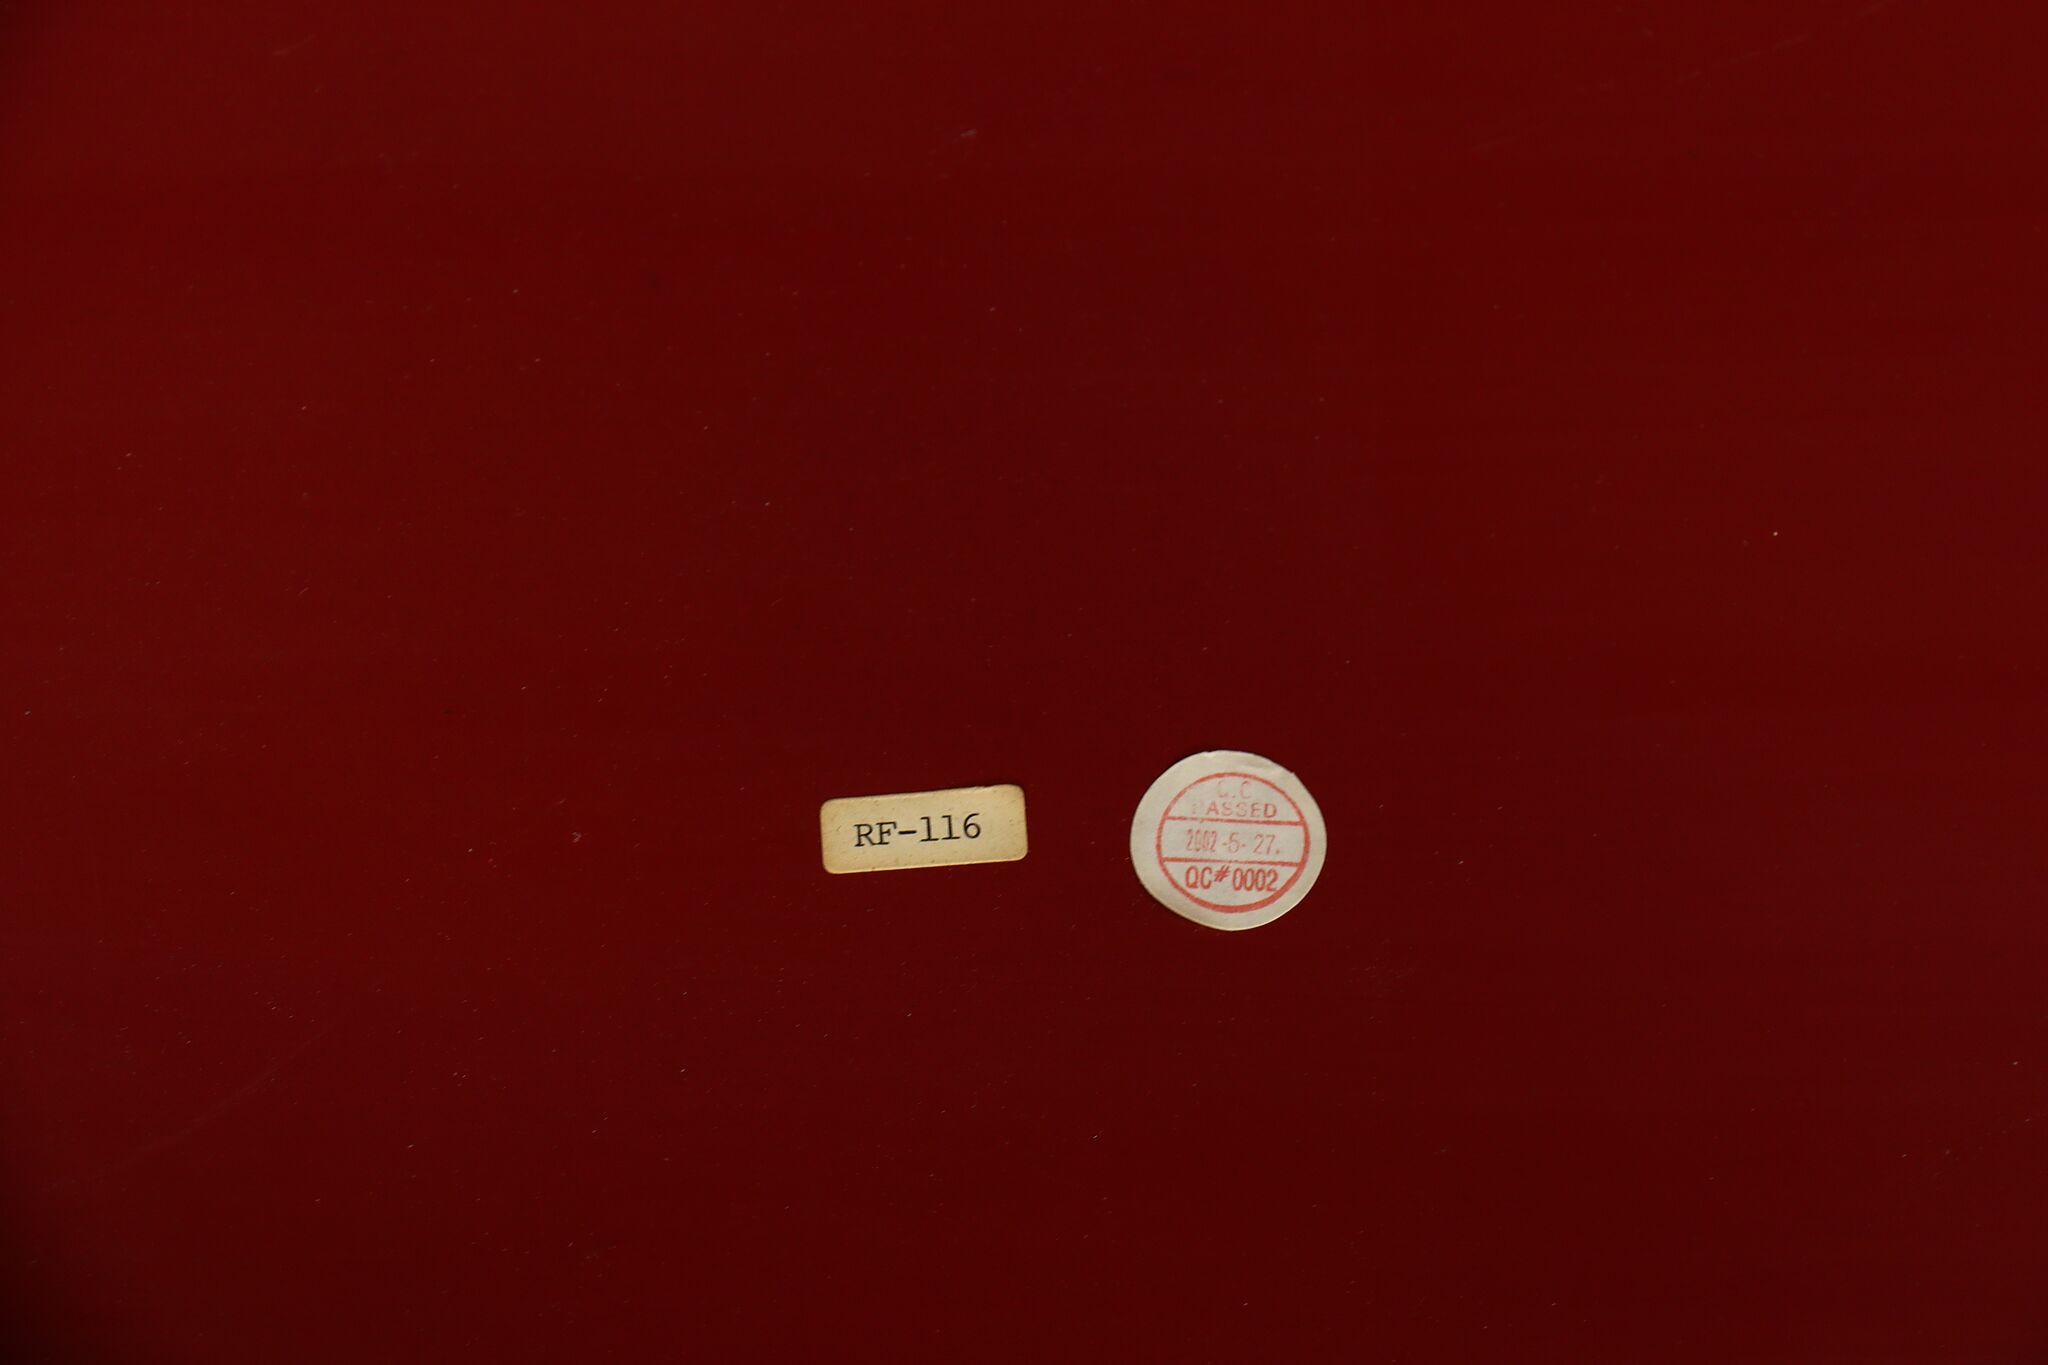 RF-116
Q.C
PASSED
2002-5-27.
QC#0002